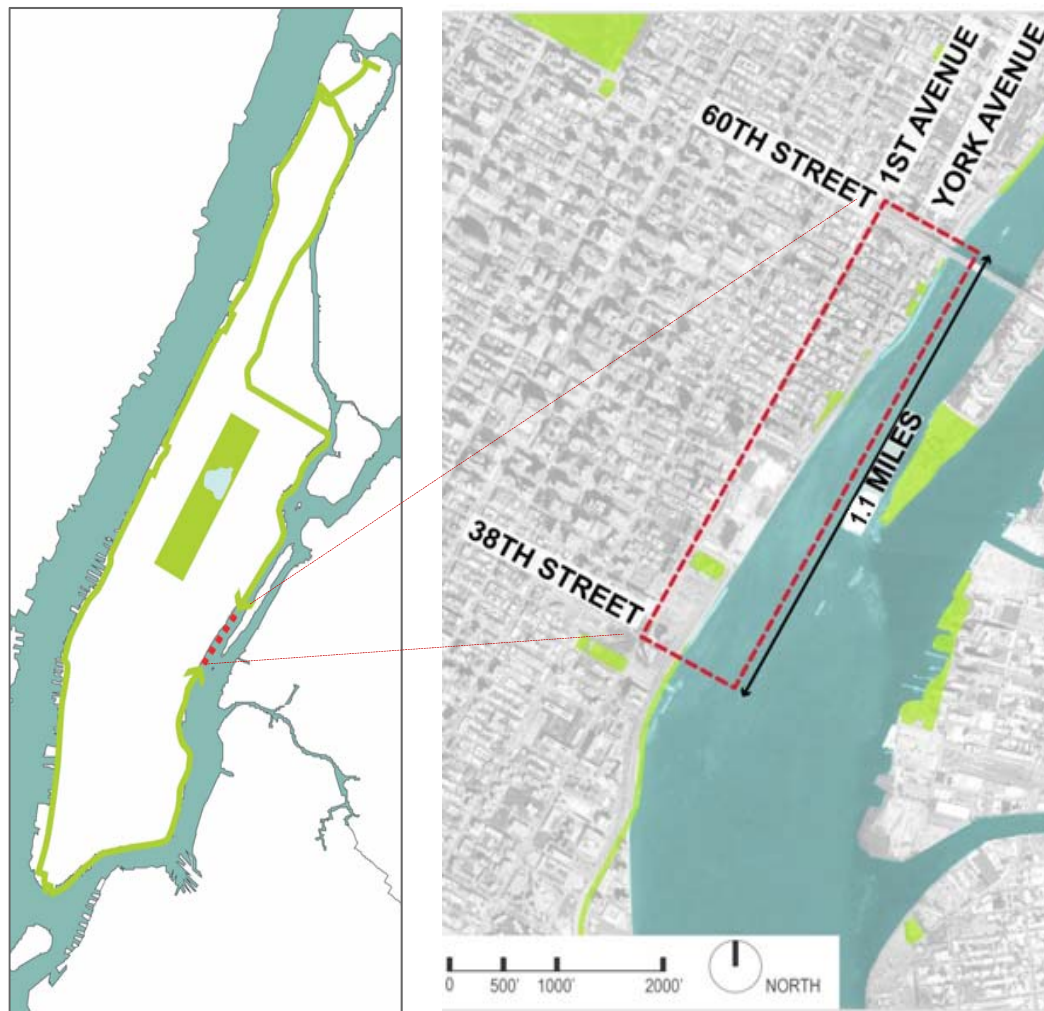 60TH STREET
1ST AVENUE
YORK AVENUE
1.1 MILES
38TH STREET
0 500' 1000' 2000'
NORTH